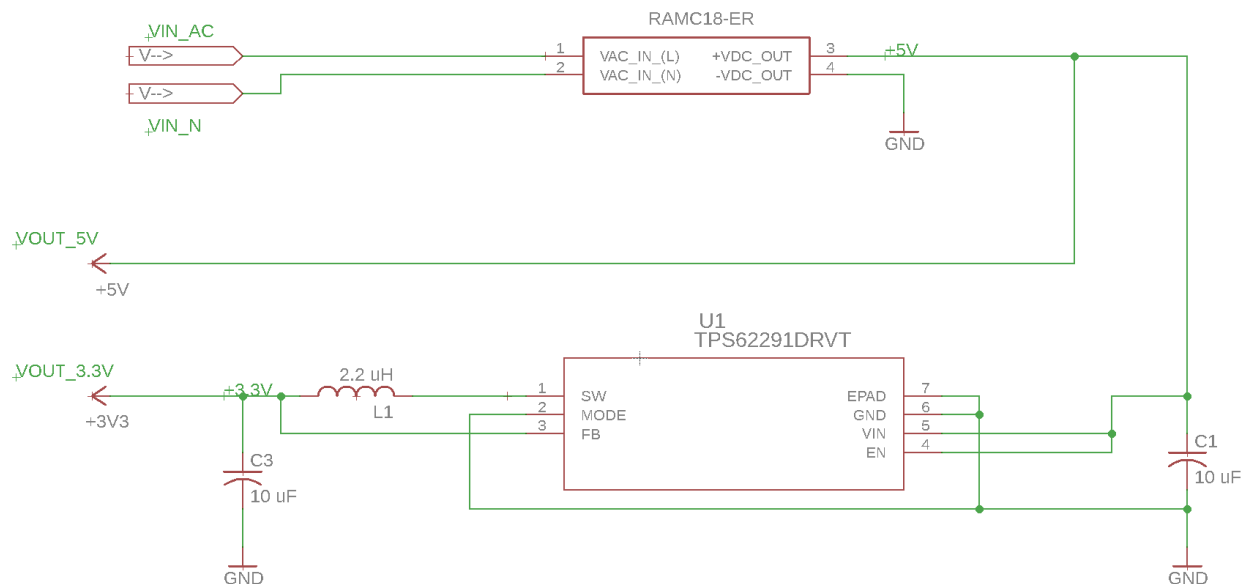 RAMC18-ER
VIN_AC
V-->
1
VAC_IN_(L)
+VDC_OUT
3
+5V
2
VAC_IN_(N)
-VDC_OUT
4
V-->
VIN_N
GND
VOUT_5V
+5V
U1
TPS62291DRVT
VOUT_3.3V
+3V3
+3.3V
2.2 uH
L1
1
SW
EPAD
7
2
MODE
GND
6
3
FB
VIN
5
EN
4
C3
10 uF
GND
C1
10 uF
GND